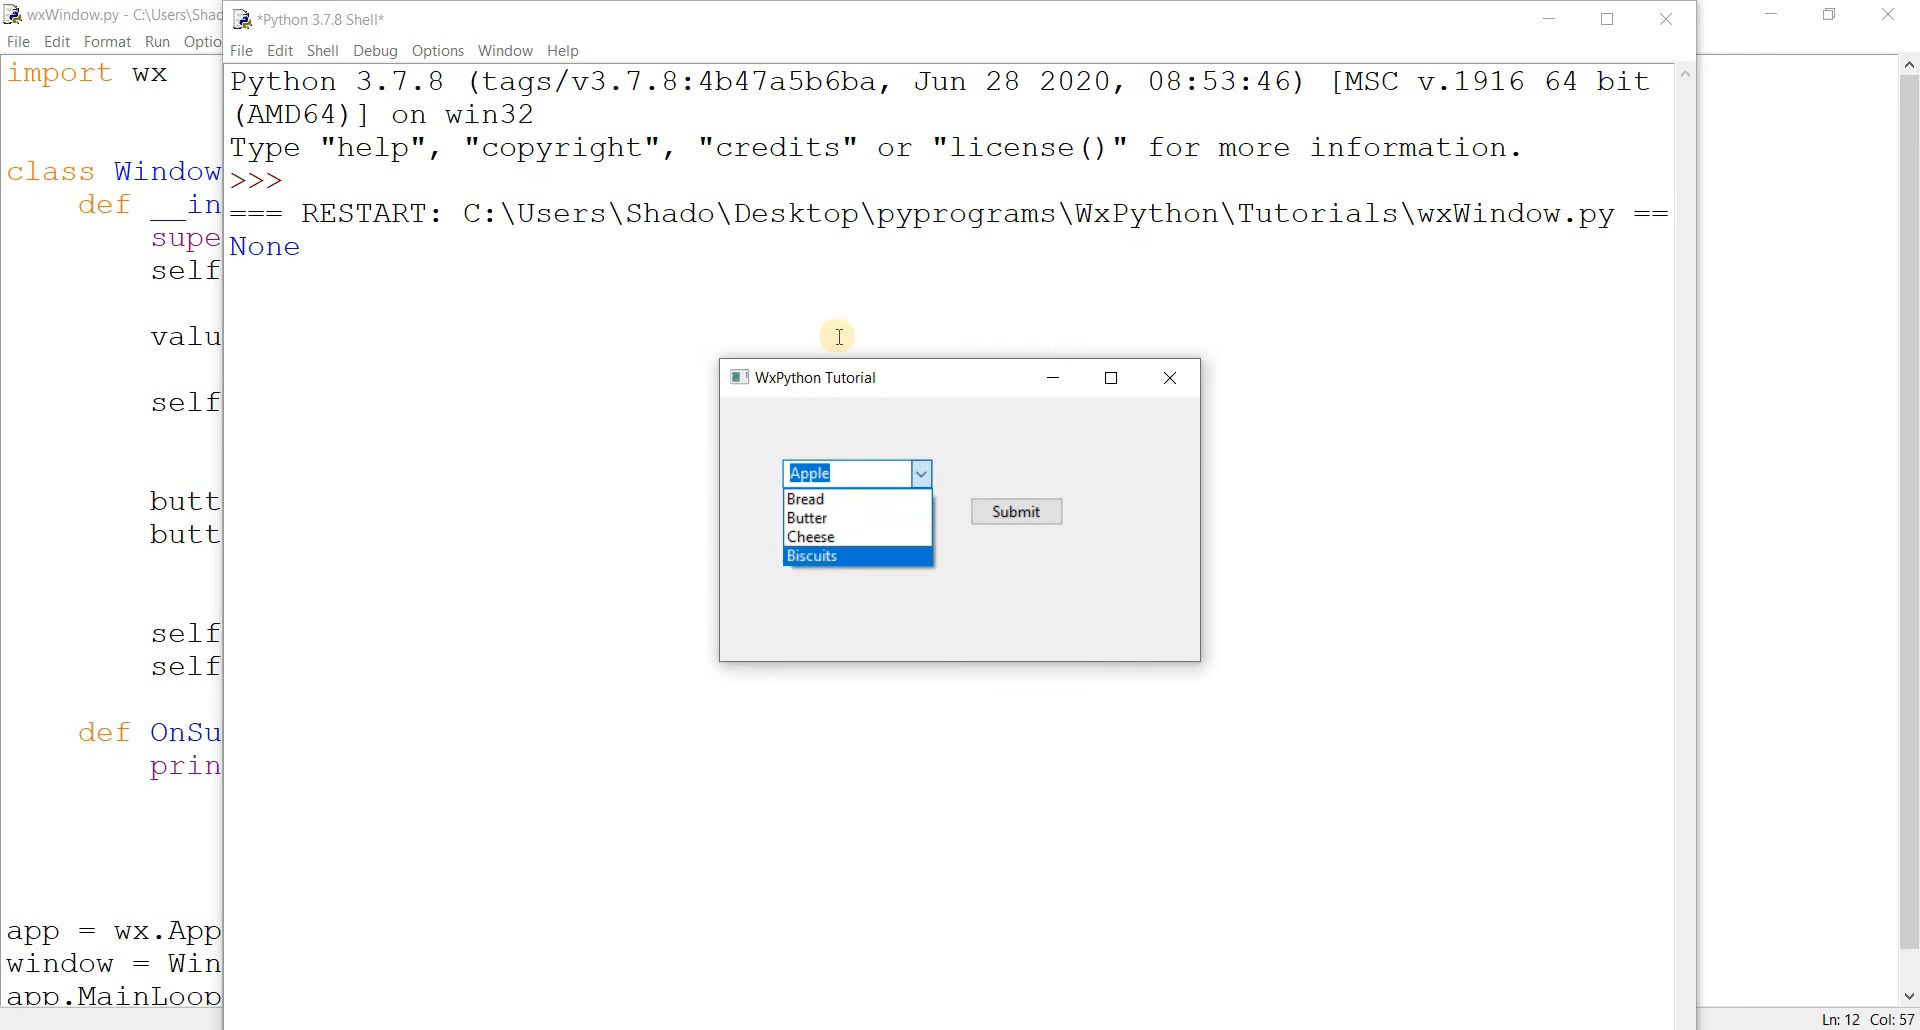 wxWindow.py - C:\Users\Shad
File Edit Format Run Optio
import wx
class Window
def __in
supe
self
valu
self
butt
butt
self
self
def OnSu
prin
app = wx.App
window = Win
app.MainLoop
*Python 3.7.8 Shell*
File Edit Shell Debug Options Window Help
Python 3.7.8 (tags/v3.7.8:4b47a5b6ba, Jun 28 2020, 08:53:46) [MSC v.1916 64 bit
(AMD64)] on win32
Type "help", "copyright", "credits" or "license()" for more information.
>>>
=== RESTART: C:\Users\Shado\Desktop\pyprograms\WxPython\Tutorials\wxWindow.py ==
None
WxPython Tutorial
Apple
Bread
Butter
Cheese
Biscuits
Submit
Ln: 12 Col: 57